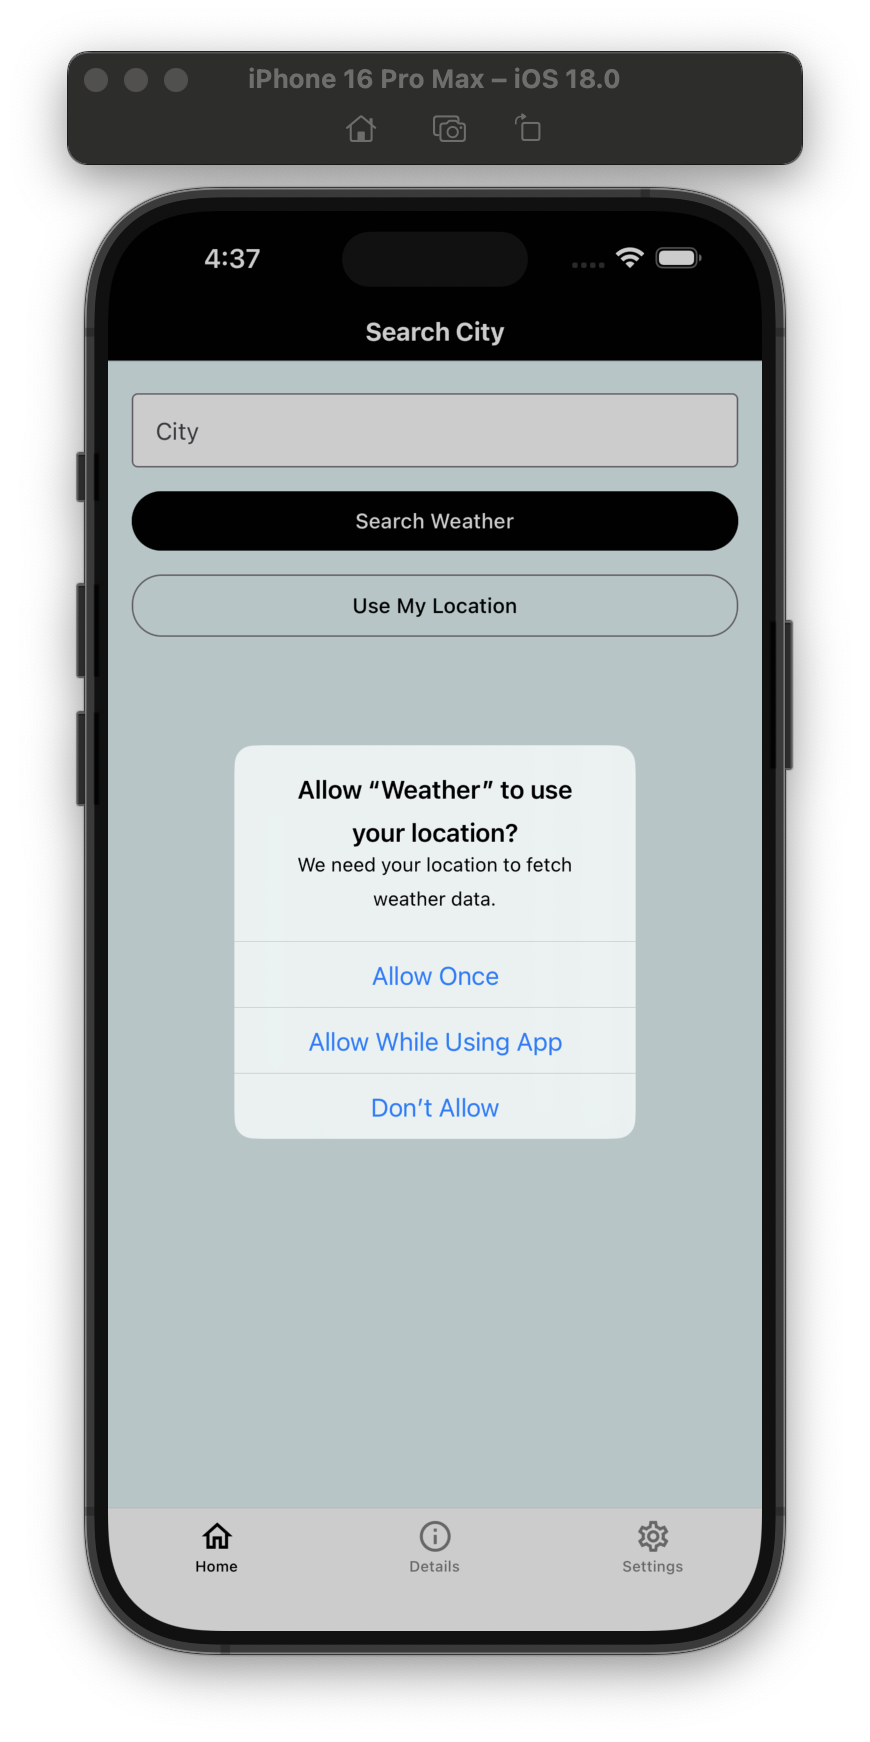 iPhone 16 Pro Max – iOS 18.0
4:37
Search City
City
Search Weather
Use My Location
Allow “Weather” to use
your location?
We need your location to fetch
weather data.
Allow Once
Allow While Using App
Don’t Allow
Home
Details
Settings